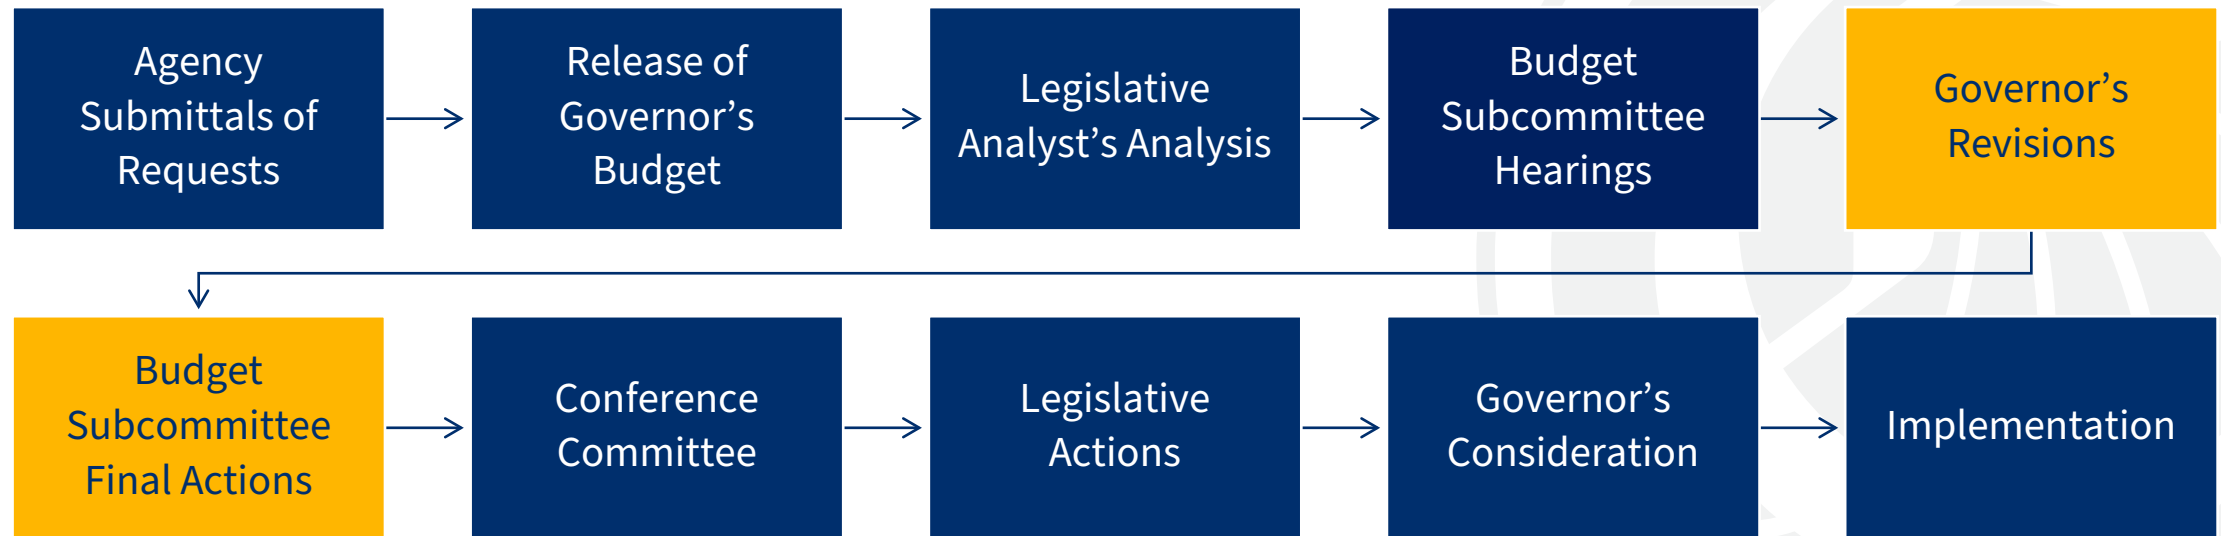 Agency
Submittals of
Requests
Release of
Governor’s
Budget
Legislative
Analyst’s Analysis
Budget
Subcommittee
Hearings
Governor’s
Revisions
Budget
Subcommittee
Final Actions
Conference
Committee
Legislative
Actions
Governor’s
Consideration
Implementation